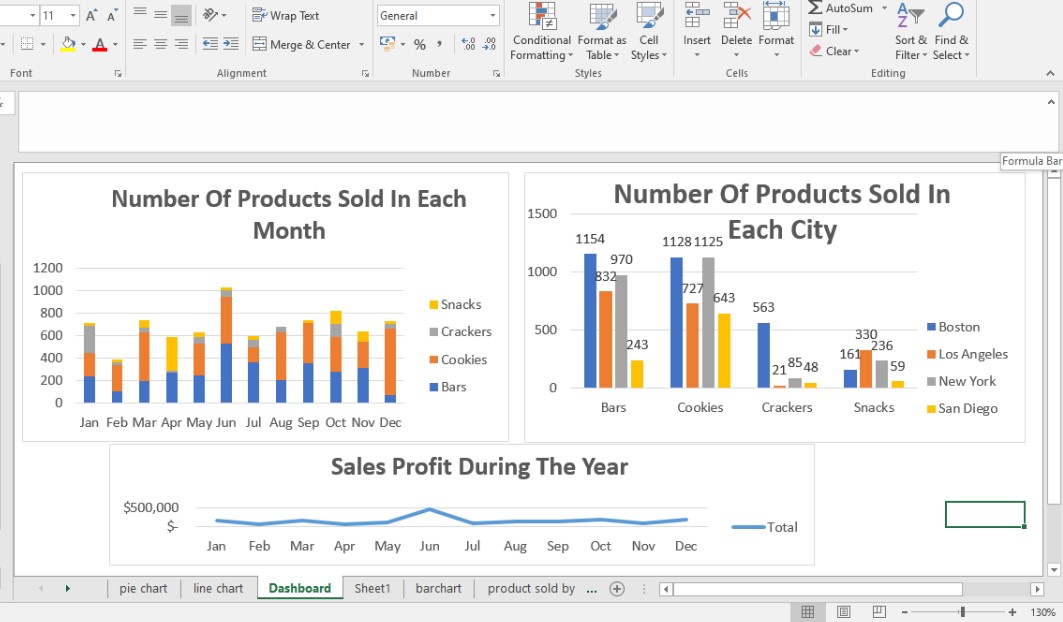 11 A A Wrap Text General AutoSum
Fill
Merge & Center % , Conditional Format as Cell Insert Delete Format Clear Sort & Find &
Formatting Table Styles Filter Select
Font Alignment Number Styles Cells Editing
Formula Bar
Number Of Products Sold In Each
Month
1200
1000
800
600
400
200
0
Jan Feb Mar Apr May Jun Jul Aug Sep Oct Nov Dec
Snacks
Crackers
Cookies
Bars
Number Of Products Sold In
Each City
1500
1000
500
0
1154 832 970 243
1128 727 1125 643
563 21 85 48
161 330 236 59
Bars Cookies Crackers Snacks
Boston
Los Angeles
New York
San Diego
Sales Profit During The Year
$500,000
$-
Jan Feb Mar Apr May Jun Jul Aug Sep Oct Nov Dec
Total
pie chart line chart Dashboard Sheet1 barchart product sold by ...
130%